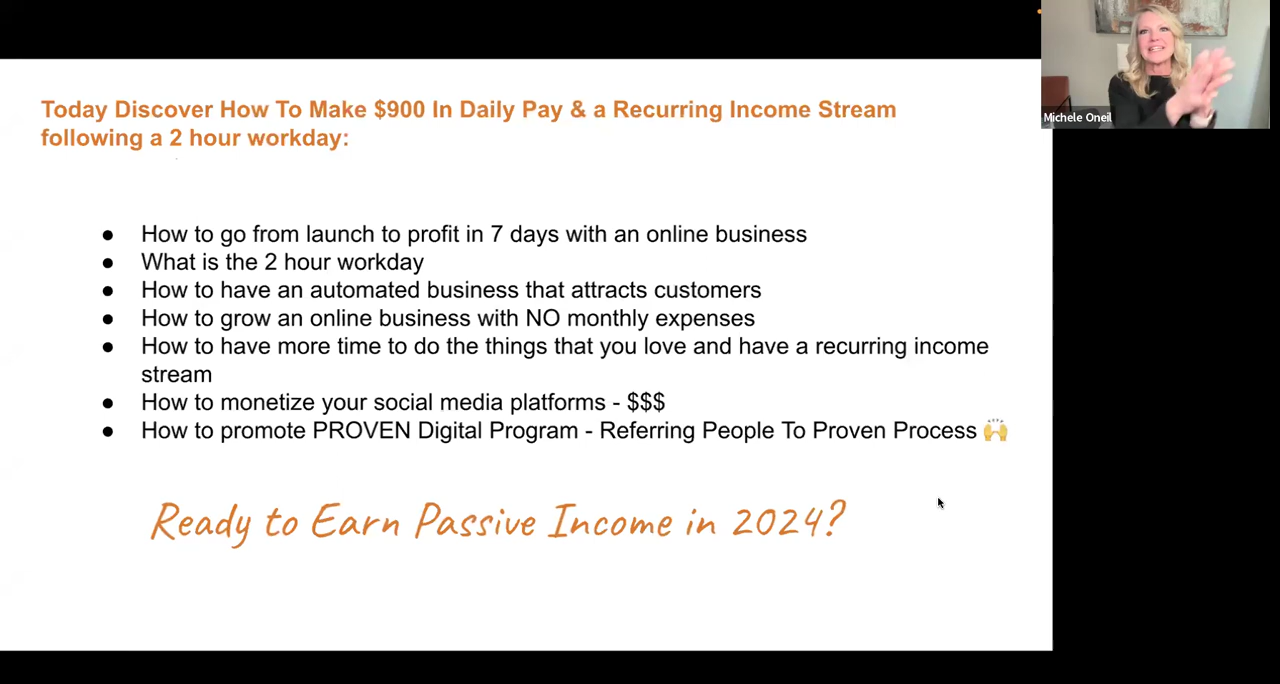 Today Discover How To Make $900 In Daily Pay & a Recurring Income Stream
following a 2 hour workday:
Michele Oneil
● How to go from launch to profit in 7 days with an online business
● What is the 2 hour workday
● How to have an automated business that attracts customers
● How to grow an online business with NO monthly expenses
● How to have more time to do the things that you love and have a recurring income
stream
● How to monetize your social media platforms - $$$
● How to promote PROVEN Digital Program - Referring People To Proven Process 🙌
Ready to Earn Passive Income in 2024?